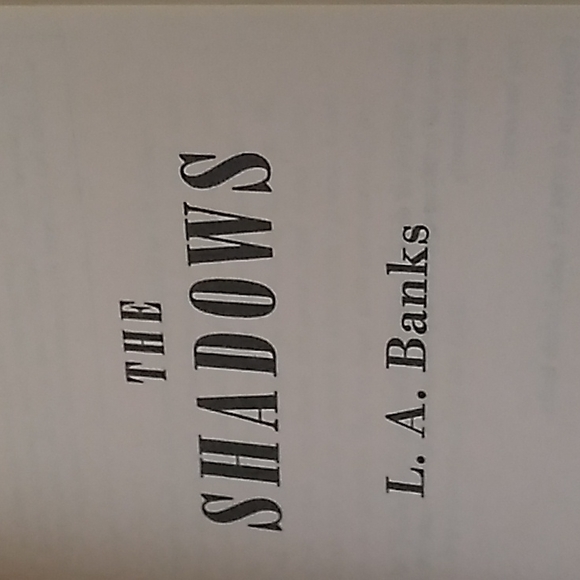 THE
SHADOWS
L. A. Banks